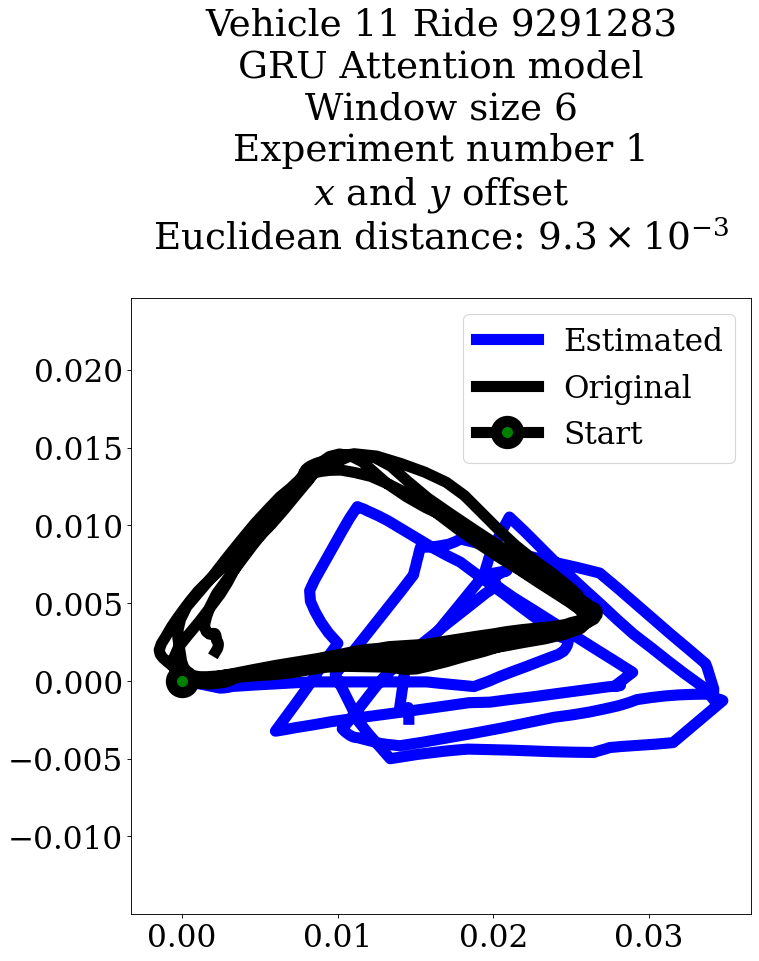 Vehicle 11 Ride 9291283
GRU Attention model
Window size 6
Experiment number 1
x and y offset
Euclidean distance: 9.3 × 10⁻³
Estimated
Original
Start
0.020
0.015
0.010
0.005
0.000
−0.005
−0.010
0.00 0.01 0.02 0.03